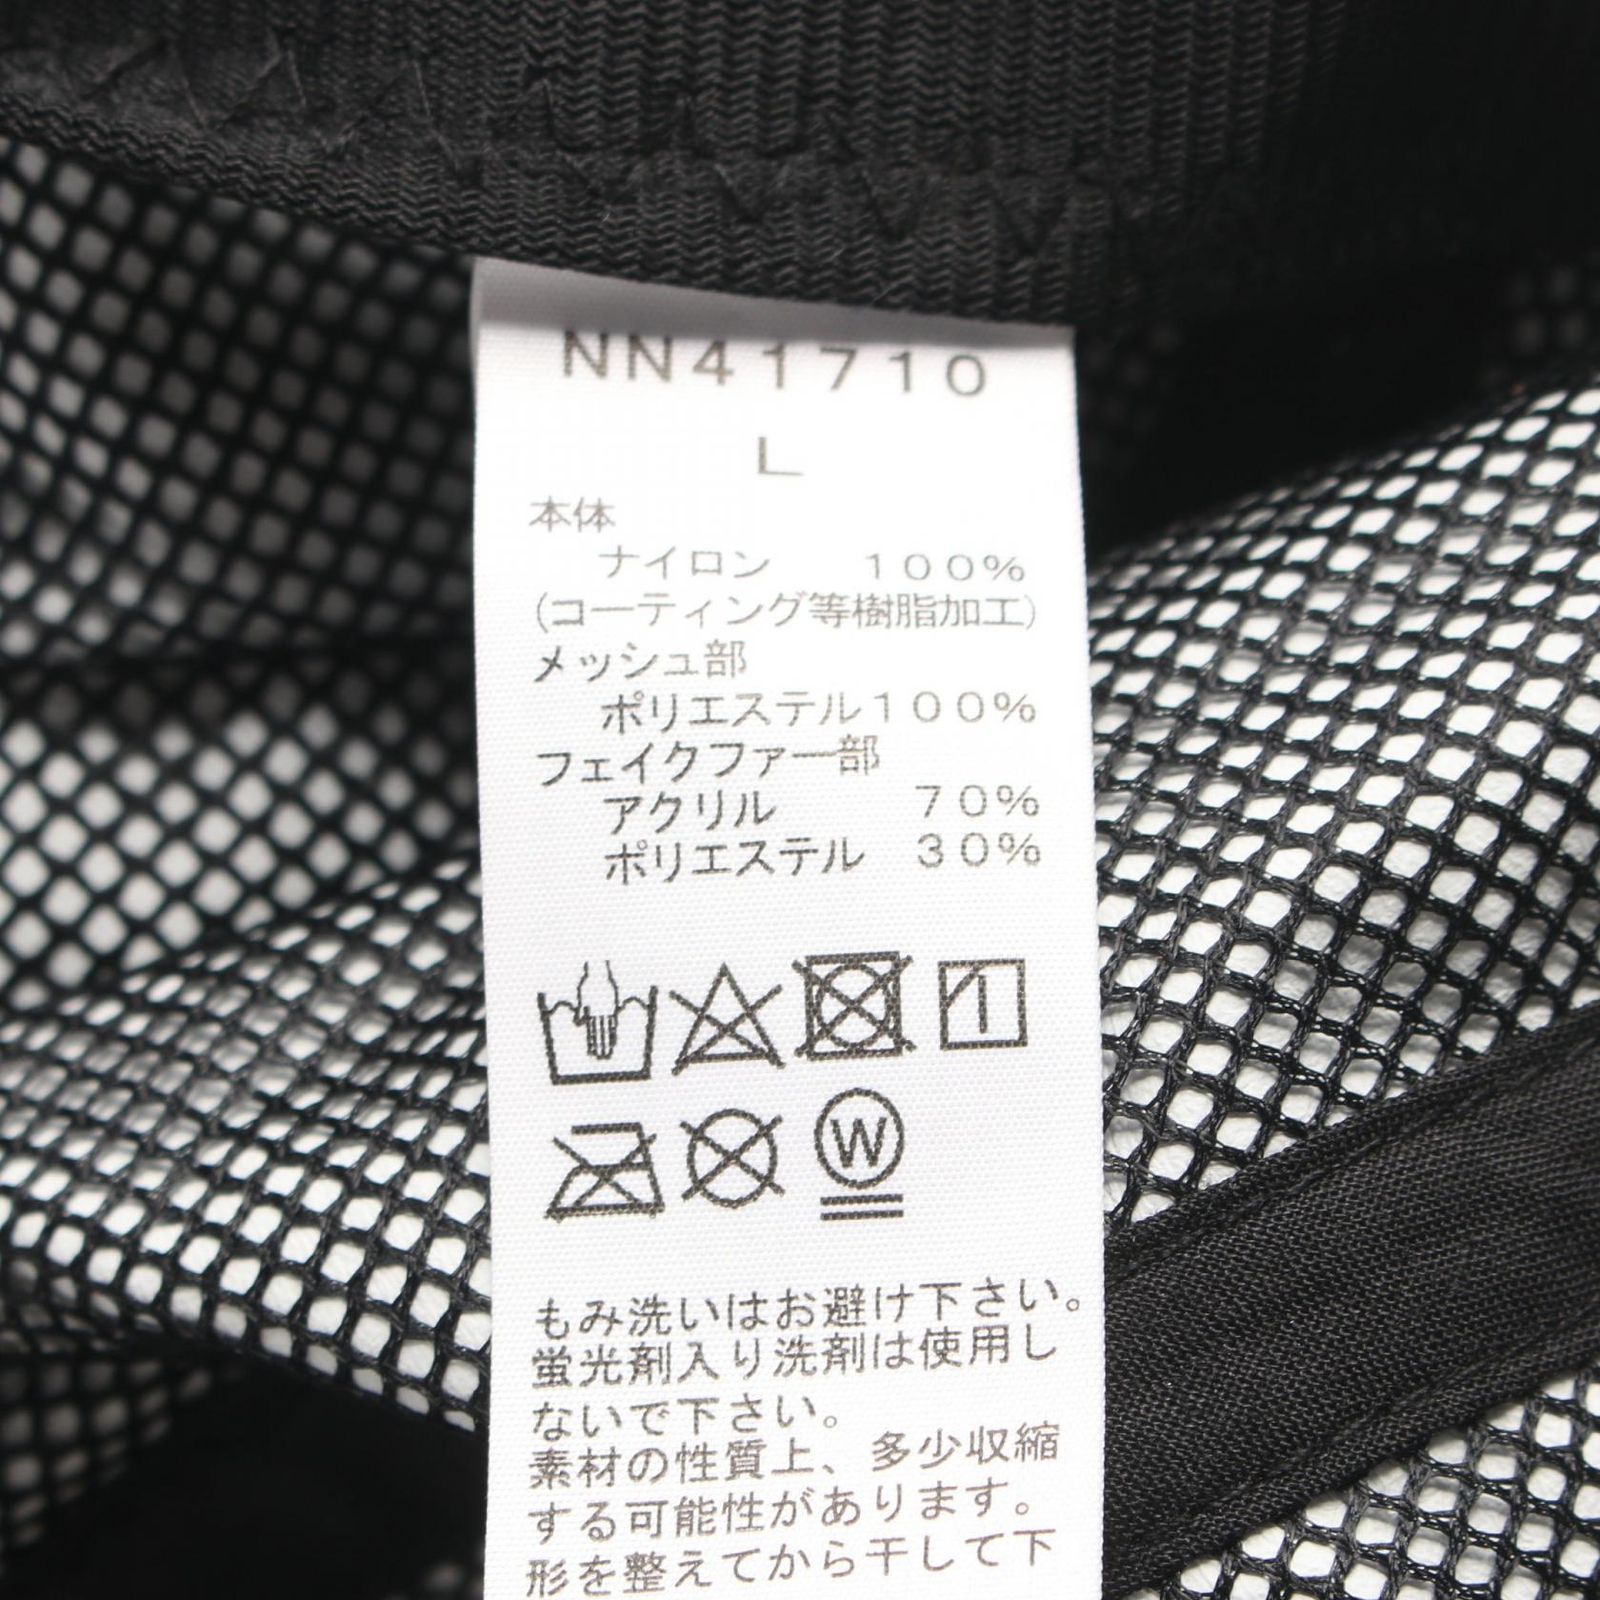 NN41710
L
本体
ナイロン 100%
(コーティング等樹脂加工)
メッシュ部
ポリエステル100%
フェイクファー部
アクリル 70%
ポリエステル 30%
W
もみ洗いはお避け下さい。
蛍光剤入り洗剤は使用し
ないで下さい。
素材の性質上、多少収縮
する可能性があります。
形を整えてから干して下